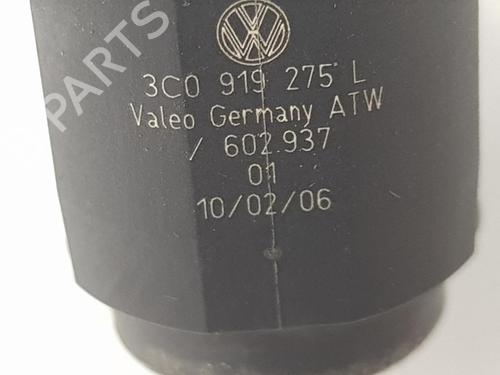 PARTS
3C0 919 275 L
Valeo Germany ATW
/ 602.937
01
10/02/06